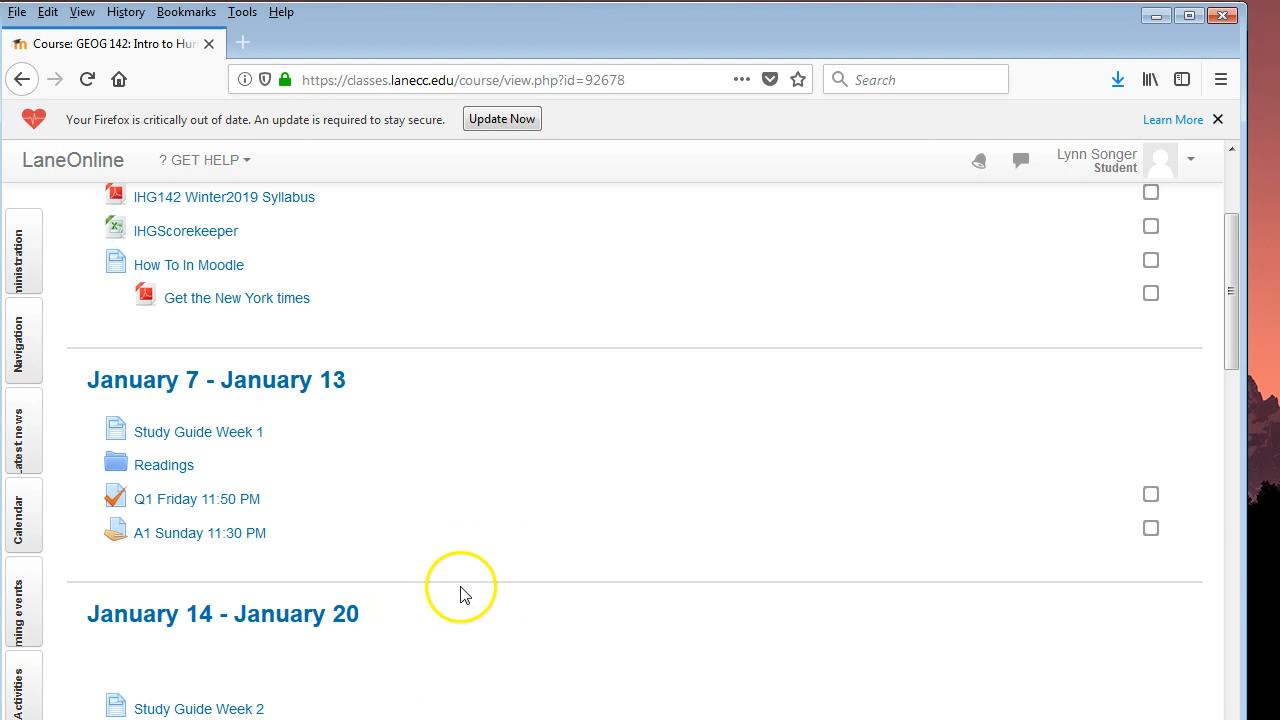 File Edit View History Bookmarks Tools Help
Course: GEOG 142: Intro to Hum
https://classes.lanecc.edu/course/view.php?id=92678
Search
Your Firefox is critically out of date. An update is required to stay secure.
Update Now
Learn More
LaneOnline
? GET HELP
Lynn Songer
Student
IHG142 Winter2019 Syllabus
IHGScorekeeper
How To In Moodle
Get the New York times
January 7 - January 13
Study Guide Week 1
Readings
Q1 Friday 11:50 PM
A1 Sunday 11:30 PM
January 14 - January 20
Study Guide Week 2
ministration
Navigation
atest news
Calendar
ming events
Activities